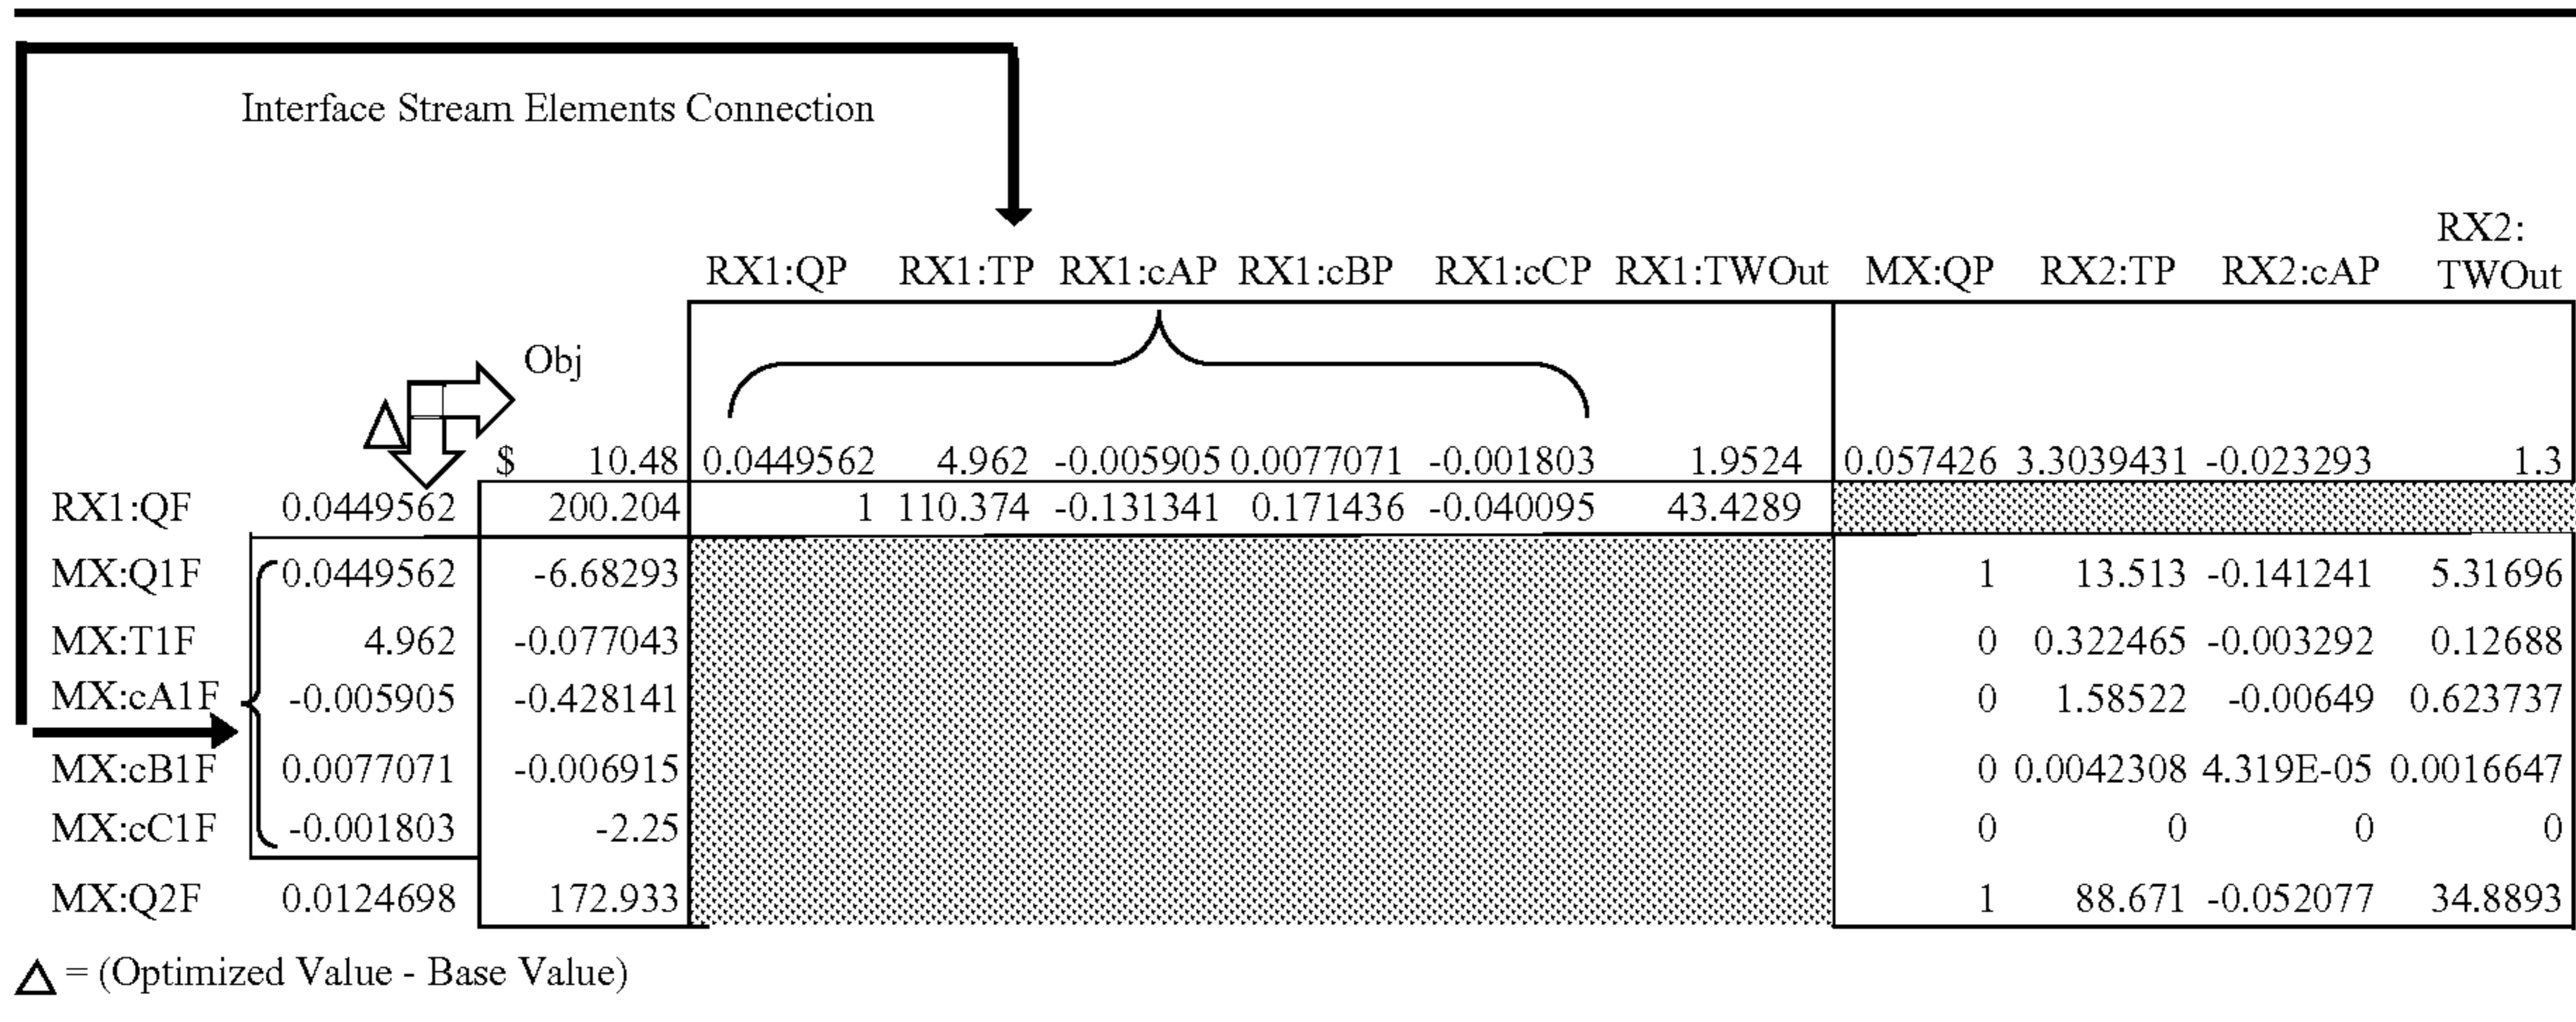 Interface Stream Elements Connection
RX2:
RX1:QP RX1:TP RX1:cAP RX1:cBP RX1:cCP RX1:TWOut MX:QP RX2:TP RX2:cAP TWOut
Obj
$ 10.48 0.0449562 4.962 -0.005905 0.0077071 -0.001803 1.9524 0.057426 3.3039431 -0.023293 1.3
RX1:QF 0.0449562 200.204 1 110.374 -0.131341 0.171436 -0.040095 43.4289
MX:Q1F 0.0449562 -6.68293 1 13.513 -0.141241 5.31696
MX:T1F 4.962 -0.077043 0 0.322465 -0.003292 0.12688
MX:cA1F -0.005905 -0.428141 0 1.58522 -0.00649 0.623737
MX:cB1F 0.0077071 -0.006915 0 0.0042308 4.319E-05 0.0016647
MX:cC1F -0.001803 -2.25 0 0 0 0
MX:Q2F 0.0124698 172.933 1 88.671 -0.052077 34.8893
△ = (Optimized Value - Base Value)